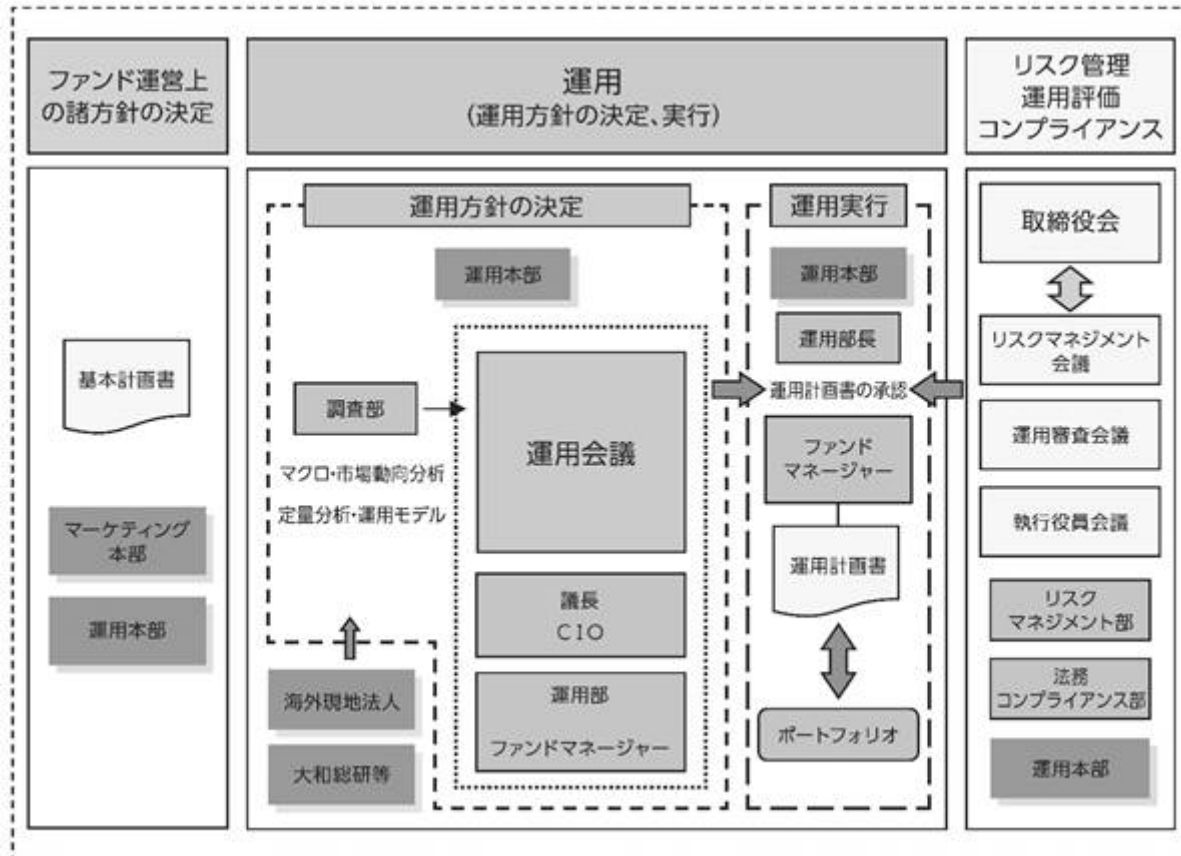 ファンド運営上
の諸方針の決定
運用
(運用方針の決定、実行)
リスク管理
運用評価
コンプライアンス
基本計画書
マーケティング
本部
運用本部
運用方針の決定
運用本部
調査部
マクロ・市場動向分析
定量分析・運用モデル
運用会議
議長
CIO
運用部
ファンドマネージャー
海外現地法人
大和総研等
運用実行
運用本部
運用部長
運用計画書の承認
ファンド
マネージャー
運用計画書
ポートフォリオ
取締役会
リスクマネジメント
会議
運用審査会議
執行役員会議
リスク
マネジメント部
法務
コンプライアンス部
運用本部